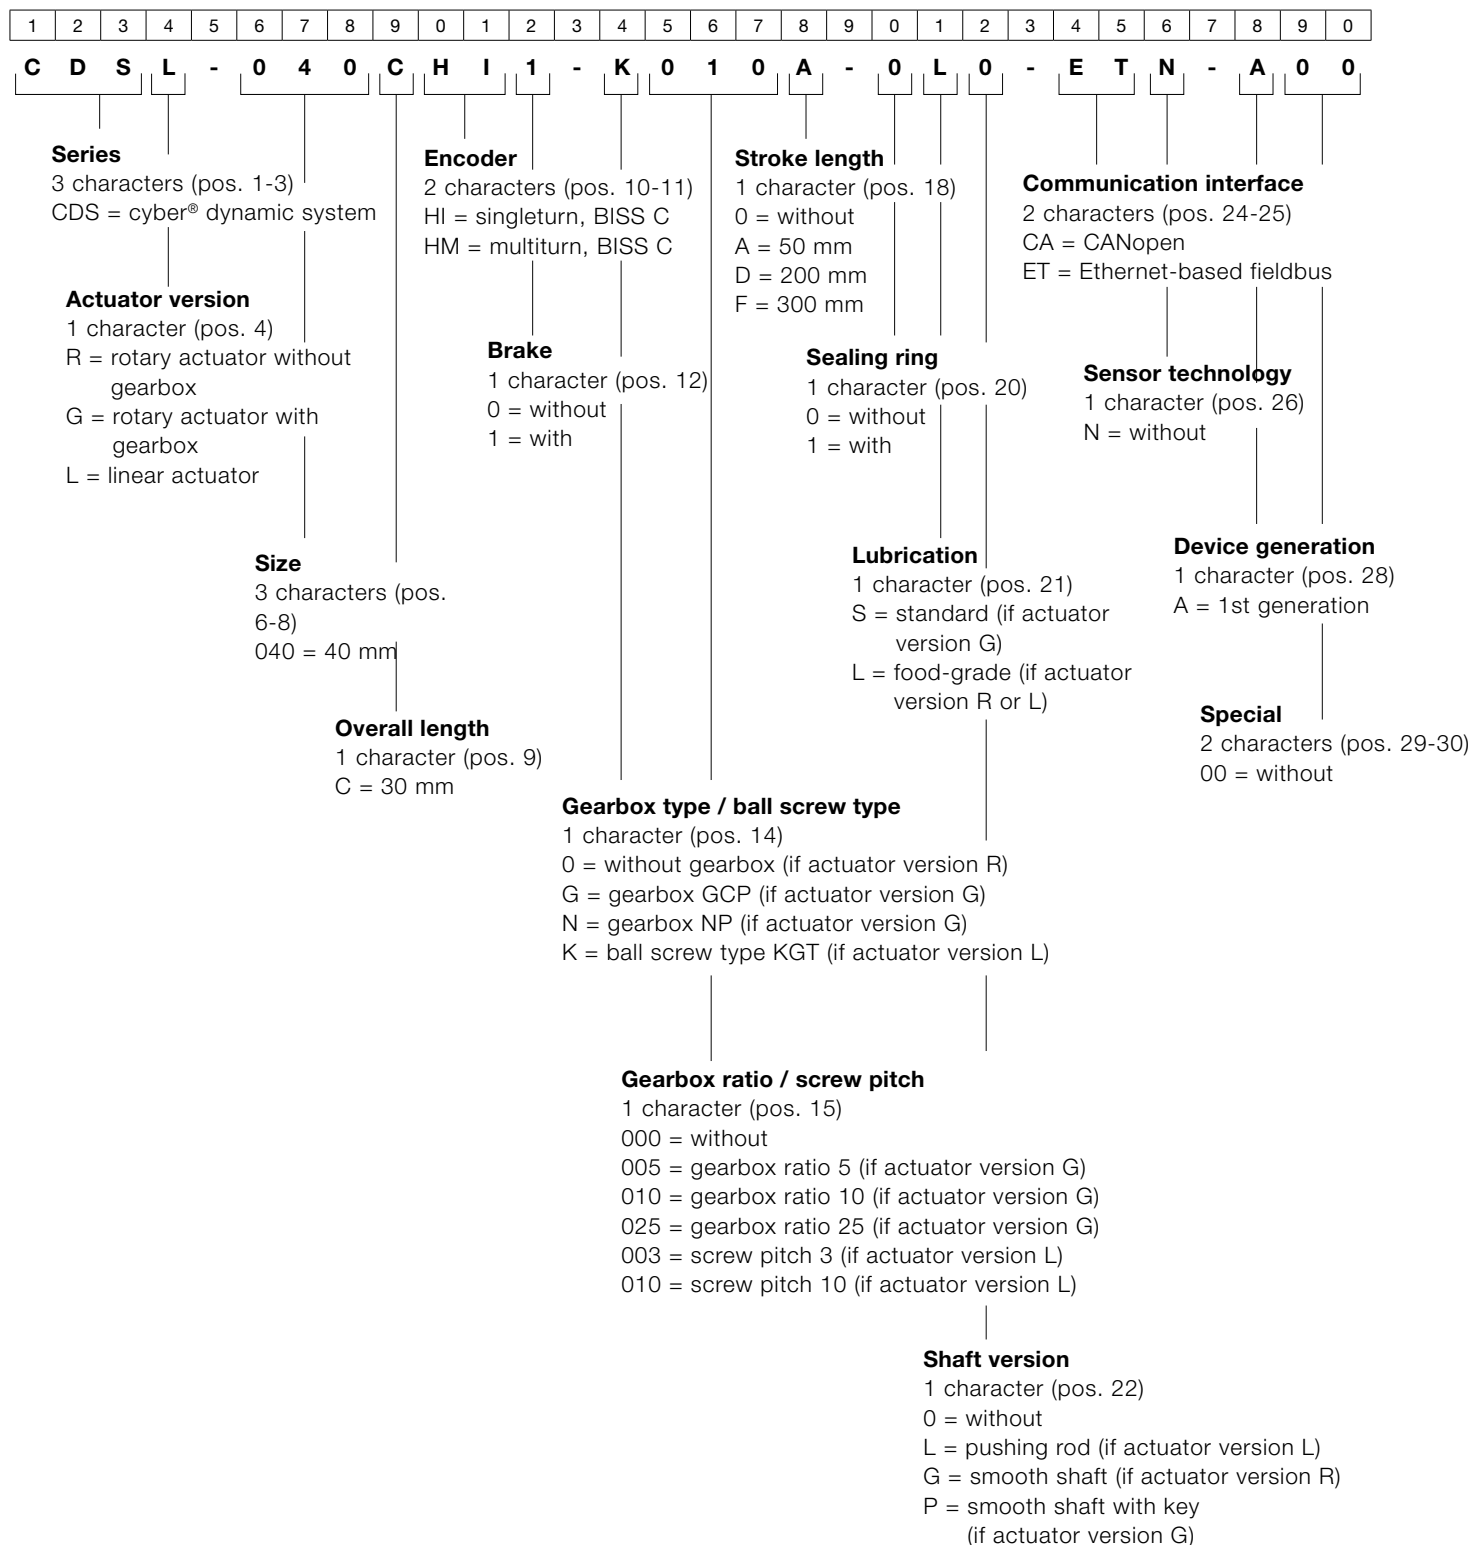 1 2 3 4 5 6 7 8 9 0 1 2 3 4 5 6 7 8 9 0 1 2 3 4 5 6 7 8 9 0
C D S L - 0 4 0 C H I 1 - K 0 1 0 A - 0 L 0 - E T N - A 0 0
Series
3 characters (pos. 1-3)
CDS = cyber® dynamic system
Actuator version
1 character (pos. 4)
R = rotary actuator without
gearbox
G = rotary actuator with
gearbox
L = linear actuator
Size
3 characters (pos.
6-8)
040 = 40 mm
Overall length
1 character (pos. 9)
C = 30 mm
Encoder
2 characters (pos. 10-11)
HI = singleturn, BISS C
HM = multiturn, BISS C
Brake
1 character (pos. 12)
0 = without
1 = with
Gearbox type / ball screw type
1 character (pos. 14)
0 = without gearbox (if actuator version R)
G = gearbox GCP (if actuator version G)
N = gearbox NP (if actuator version G)
K = ball screw type KGT (if actuator version L)
Gearbox ratio / screw pitch
1 character (pos. 15)
000 = without
005 = gearbox ratio 5 (if actuator version G)
010 = gearbox ratio 10 (if actuator version G)
025 = gearbox ratio 25 (if actuator version G)
003 = screw pitch 3 (if actuator version L)
010 = screw pitch 10 (if actuator version L)
Stroke length
1 character (pos. 18)
0 = without
A = 50 mm
D = 200 mm
F = 300 mm
Sealing ring
1 character (pos. 20)
0 = without
1 = with
Lubrication
1 character (pos. 21)
S = standard (if actuator
version G)
L = food-grade (if actuator
version R or L)
Shaft version
1 character (pos. 22)
0 = without
L = pushing rod (if actuator version L)
G = smooth shaft (if actuator version R)
P = smooth shaft with key
(if actuator version G)
Communication interface
2 characters (pos. 24-25)
CA = CANopen
ET = Ethernet-based fieldbus
Sensor technology
1 character (pos. 26)
N = without
Device generation
1 character (pos. 28)
A = 1st generation
Special
2 characters (pos. 29-30)
00 = without